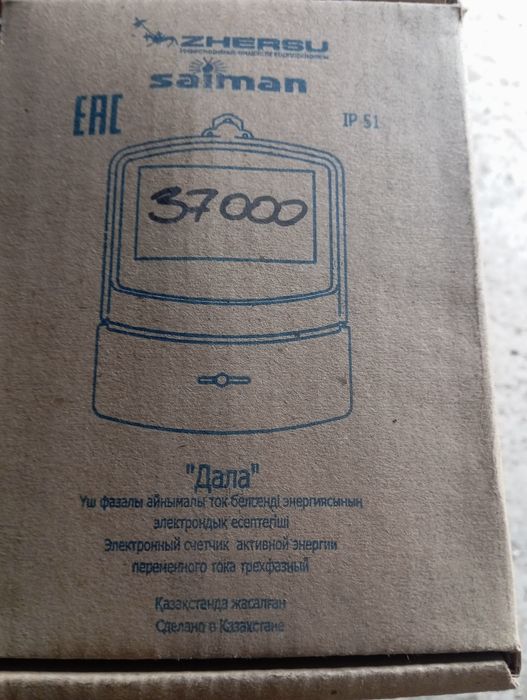 ZHERSU
saiman
EAC
IP 51
37000
"Дала"
Үш фазалы айнымалы ток белсенді энергиясының
электрондық есептегіші
Электронный счетчик активной энергии
переменного тока трехфазный
Қазақстанда жасалған
Сделано в Казахстане